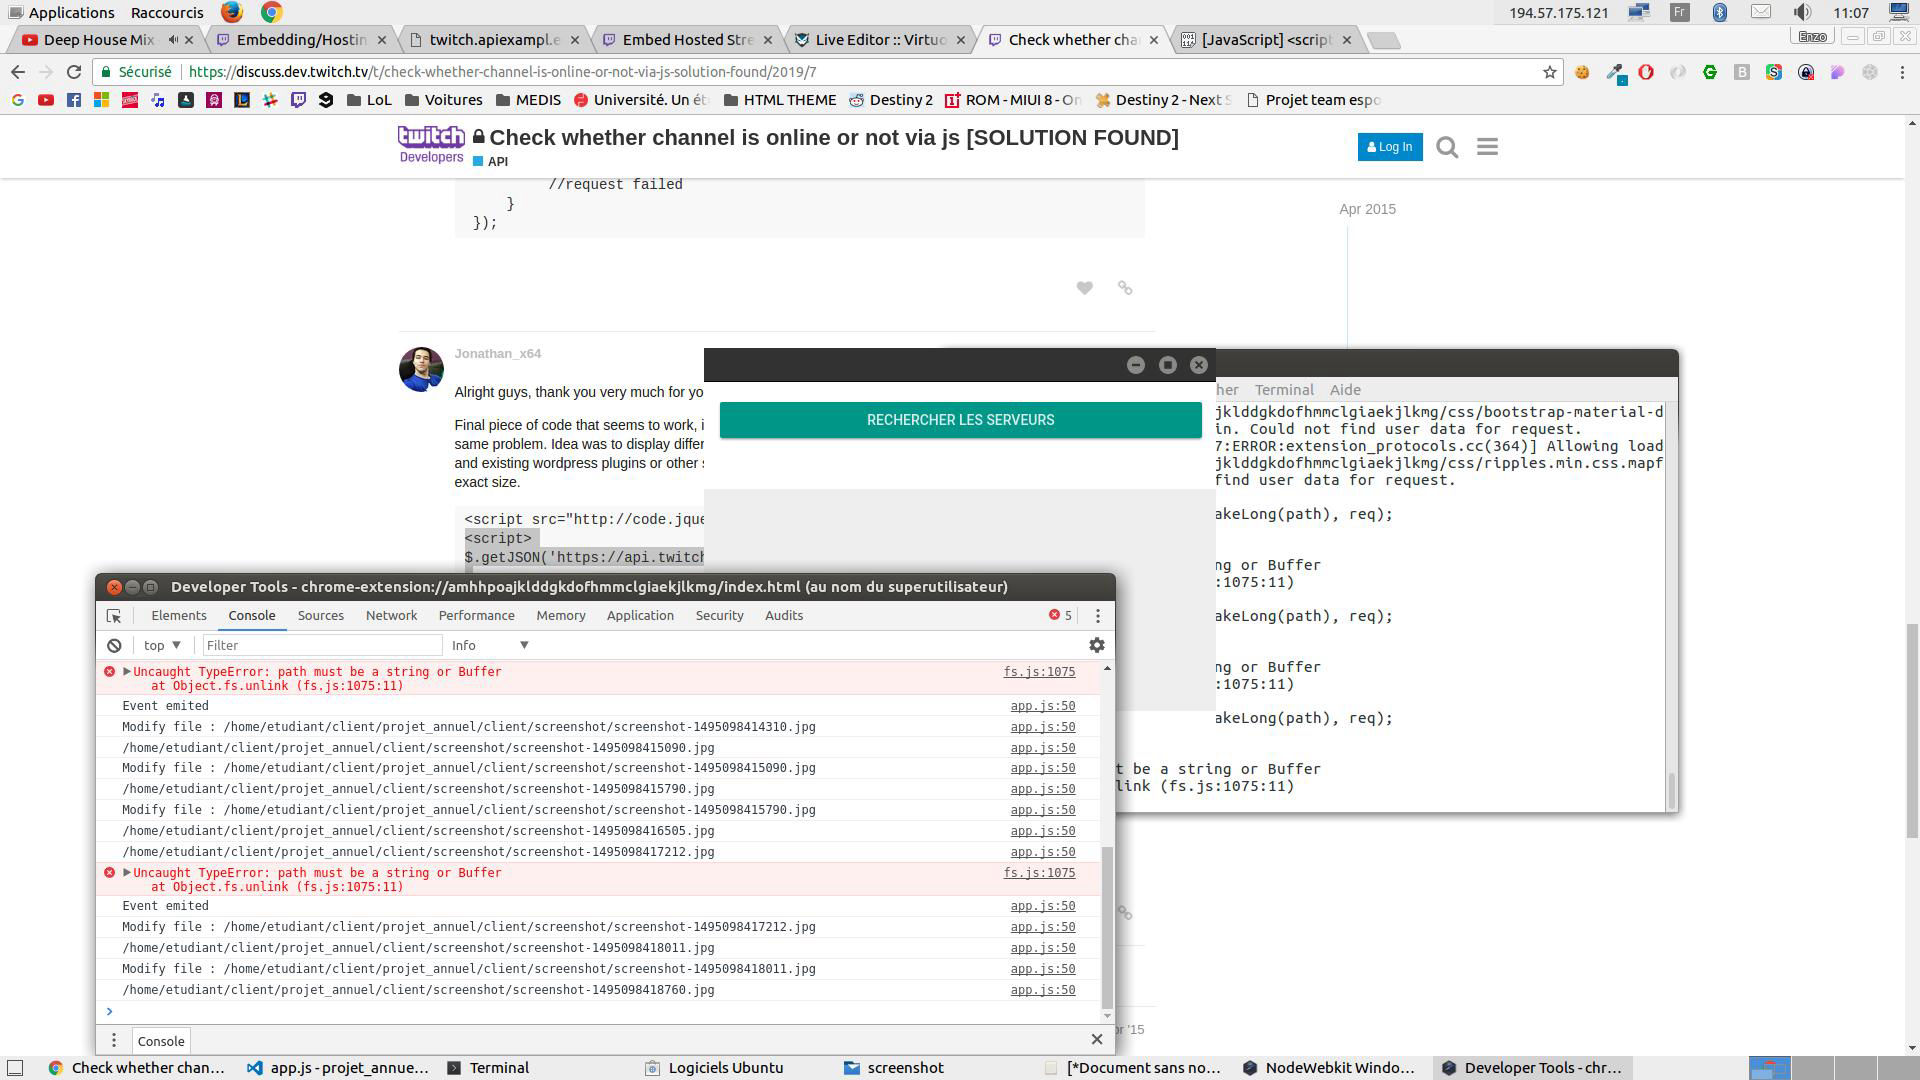 Applications Raccourcis 194.57.175.121 Fr 11:07
Deep House Mix Embedding/Hostin twitch.apiexampl.e Embed Hosted Stre Live Editor :: Virtuo Check whether chan [JavaScript] <script Enzo
Sécurisé https://discuss.dev.twitch.tv/t/check-whether-channel-is-online-or-not-via-js-solution-found/2019/7
LoL Voitures MEDIS Université. Un ét HTML THEME Destiny 2 ROM - MIUI 8 - On Destiny 2 - Next S Projet team espo
twitch Developers
Check whether channel is online or not via js [SOLUTION FOUND]
API
Log In
//request failed
}
});
Apr 2015
Jonathan_x64
Alright guys, thank you very much for yo
Final piece of code that seems to work, i
same problem. Idea was to display differ
and existing wordpress plugins or other s
exact size.
<script src="http://code.jque
<script>
$.getJSON('https://api.twitch
RECHERCHER LES SERVEURS
her Terminal Aide
jklddgkdofhmmclgiaekjlkmg/css/bootstrap-material-d
in. Could not find user data for request.
7:ERROR:extension_protocols.cc(364)] Allowing load
jklddgkdofhmmclgiaekjlkmg/css/ripples.min.css.mapf
find user data for request.
akeLong(path), req);
ng or Buffer
:1075:11)
akeLong(path), req);
ng or Buffer
:1075:11)
akeLong(path), req);
t be a string or Buffer
link (fs.js:1075:11)
Developer Tools - chrome-extension://amhhpoajklddgkdofhmmclgiaekjlkmg/index.html (au nom du superutilisateur)
Elements Console Sources Network Performance Memory Application Security Audits 5
top Filter Info
Uncaught TypeError: path must be a string or Buffer fs.js:1075
at Object.fs.unlink (fs.js:1075:11)
Event emited app.js:50
Modify file : /home/etudiant/client/projet_annuel/client/screenshot/screenshot-1495098414310.jpg app.js:50
/home/etudiant/client/projet_annuel/client/screenshot/screenshot-1495098415090.jpg app.js:50
Modify file : /home/etudiant/client/projet_annuel/client/screenshot/screenshot-1495098415090.jpg app.js:50
/home/etudiant/client/projet_annuel/client/screenshot/screenshot-1495098415790.jpg app.js:50
Modify file : /home/etudiant/client/projet_annuel/client/screenshot/screenshot-1495098415790.jpg app.js:50
/home/etudiant/client/projet_annuel/client/screenshot/screenshot-1495098416505.jpg app.js:50
/home/etudiant/client/projet_annuel/client/screenshot/screenshot-1495098417212.jpg app.js:50
Uncaught TypeError: path must be a string or Buffer fs.js:1075
at Object.fs.unlink (fs.js:1075:11)
Event emited app.js:50
Modify file : /home/etudiant/client/projet_annuel/client/screenshot/screenshot-1495098417212.jpg app.js:50
/home/etudiant/client/projet_annuel/client/screenshot/screenshot-1495098418011.jpg app.js:50
Modify file : /home/etudiant/client/projet_annuel/client/screenshot/screenshot-1495098418011.jpg app.js:50
/home/etudiant/client/projet_annuel/client/screenshot/screenshot-1495098418760.jpg app.js:50
>
Console
'15
Check whether chan... app.js - projet_annue... Terminal Logiciels Ubuntu screenshot [*Document sans no... NodeWebkit Windo... Developer Tools - chr...